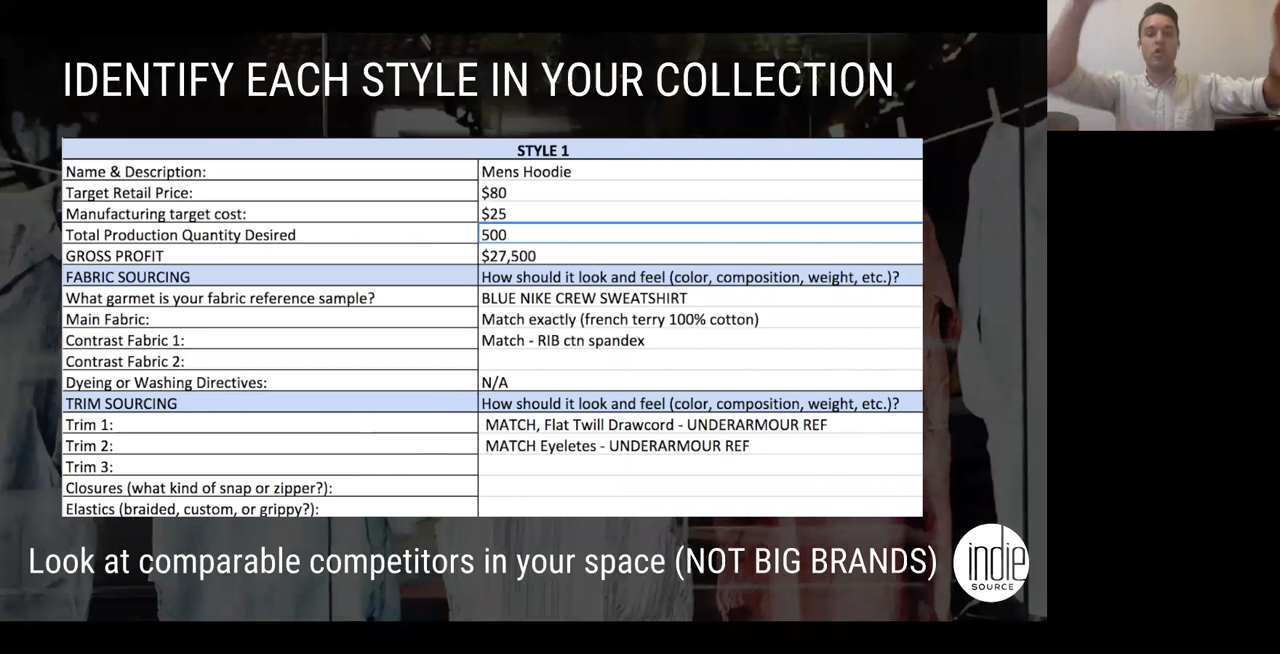 IDENTIFY EACH STYLE IN YOUR COLLECTION
STYLE 1
Name & Description: Mens Hoodie
Target Retail Price: $80
Manufacturing target cost: $25
Total Production Quantity Desired 500
GROSS PROFIT $27,500
FABRIC SOURCING How should it look and feel (color, composition, weight, etc.)?
What garmet is your fabric reference sample? BLUE NIKE CREW SWEATSHIRT
Main Fabric: Match exactly (french terry 100% cotton)
Contrast Fabric 1: Match - RIB ctn spandex
Contrast Fabric 2:
Dyeing or Washing Directives: N/A
TRIM SOURCING How should it look and feel (color, composition, weight, etc.)?
Trim 1: MATCH, Flat Twill Drawcord - UNDERARMOUR REF
Trim 2: MATCH Eyeletes - UNDERARMOUR REF
Trim 3:
Closures (what kind of snap or zipper?):
Elastics (braided, custom, or grippy?):
Look at comparable competitors in your space (NOT BIG BRANDS)
indie
SOURCE